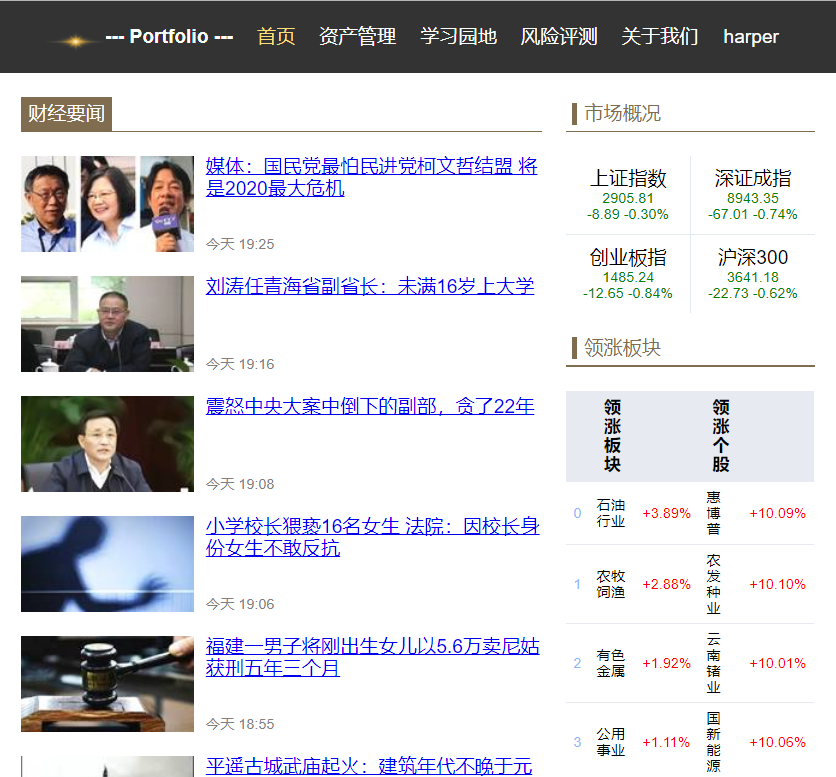 --- Portfolio --- 首页 资产管理 学习园地 风险评测 关于我们 harper
财经要闻
媒体：国民党最怕民进党柯文哲结盟 将
是2020最大危机
今天 19:25
刘涛任青海省副省长：未满16岁上大学
今天 19:16
震怒中央大案中倒下的副部，贪了22年
今天 19:08
小学校长猥亵16名女生 法院：因校长身
份女生不敢反抗
今天 19:06
福建一男子将刚出生女儿以5.6万卖尼姑
获刑五年三个月
今天 18:55
平遥古城武庙起火：建筑年代不晚于元
市场概况
上证指数
2905.81
-8.89 -0.30%
深证成指
8943.35
-67.01 -0.74%
创业板指
1485.24
-12.65 -0.84%
沪深300
3641.18
-22.73 -0.62%
领涨板块
领涨板块 领涨个股
0 石油行业 +3.89% 惠博普 +10.09%
1 农牧饲渔 +2.88% 农发种业 +10.10%
2 有色金属 +1.92% 云南锗业 +10.01%
3 公用事业 +1.11% 国新能源 +10.06%